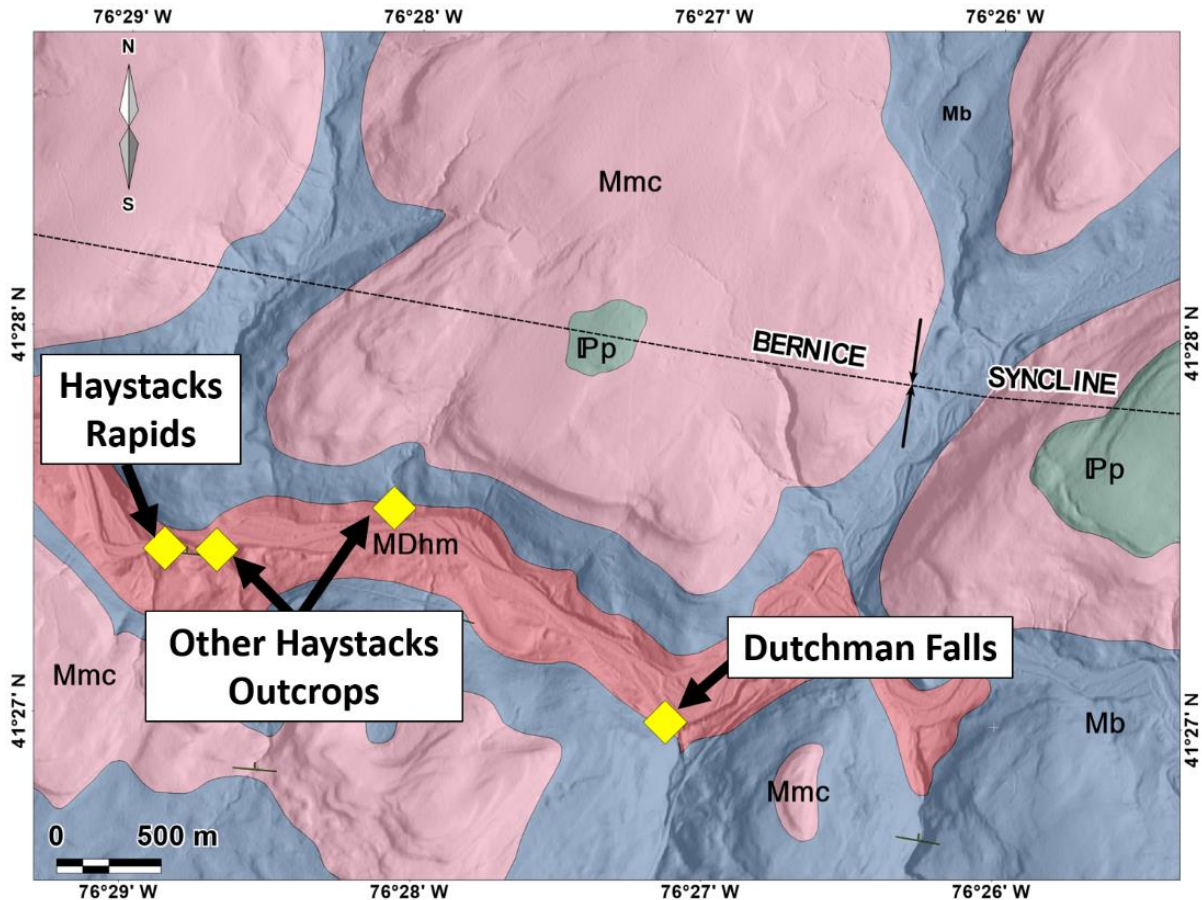 76°29' W
76°28' W
76°27' W
76°26' W
N
S
Mb
Mmc
41°28' N
41°28' N
ℙp
BERNICE
SYNCLINE
Haystacks
Rapids
ℙp
MDhm
Other Haystacks
Outcrops
Dutchman Falls
Mmc
41°27' N
41°27' N
Mb
Mmc
0 500 m
76°29' W
76°28' W
76°27' W
76°26' W